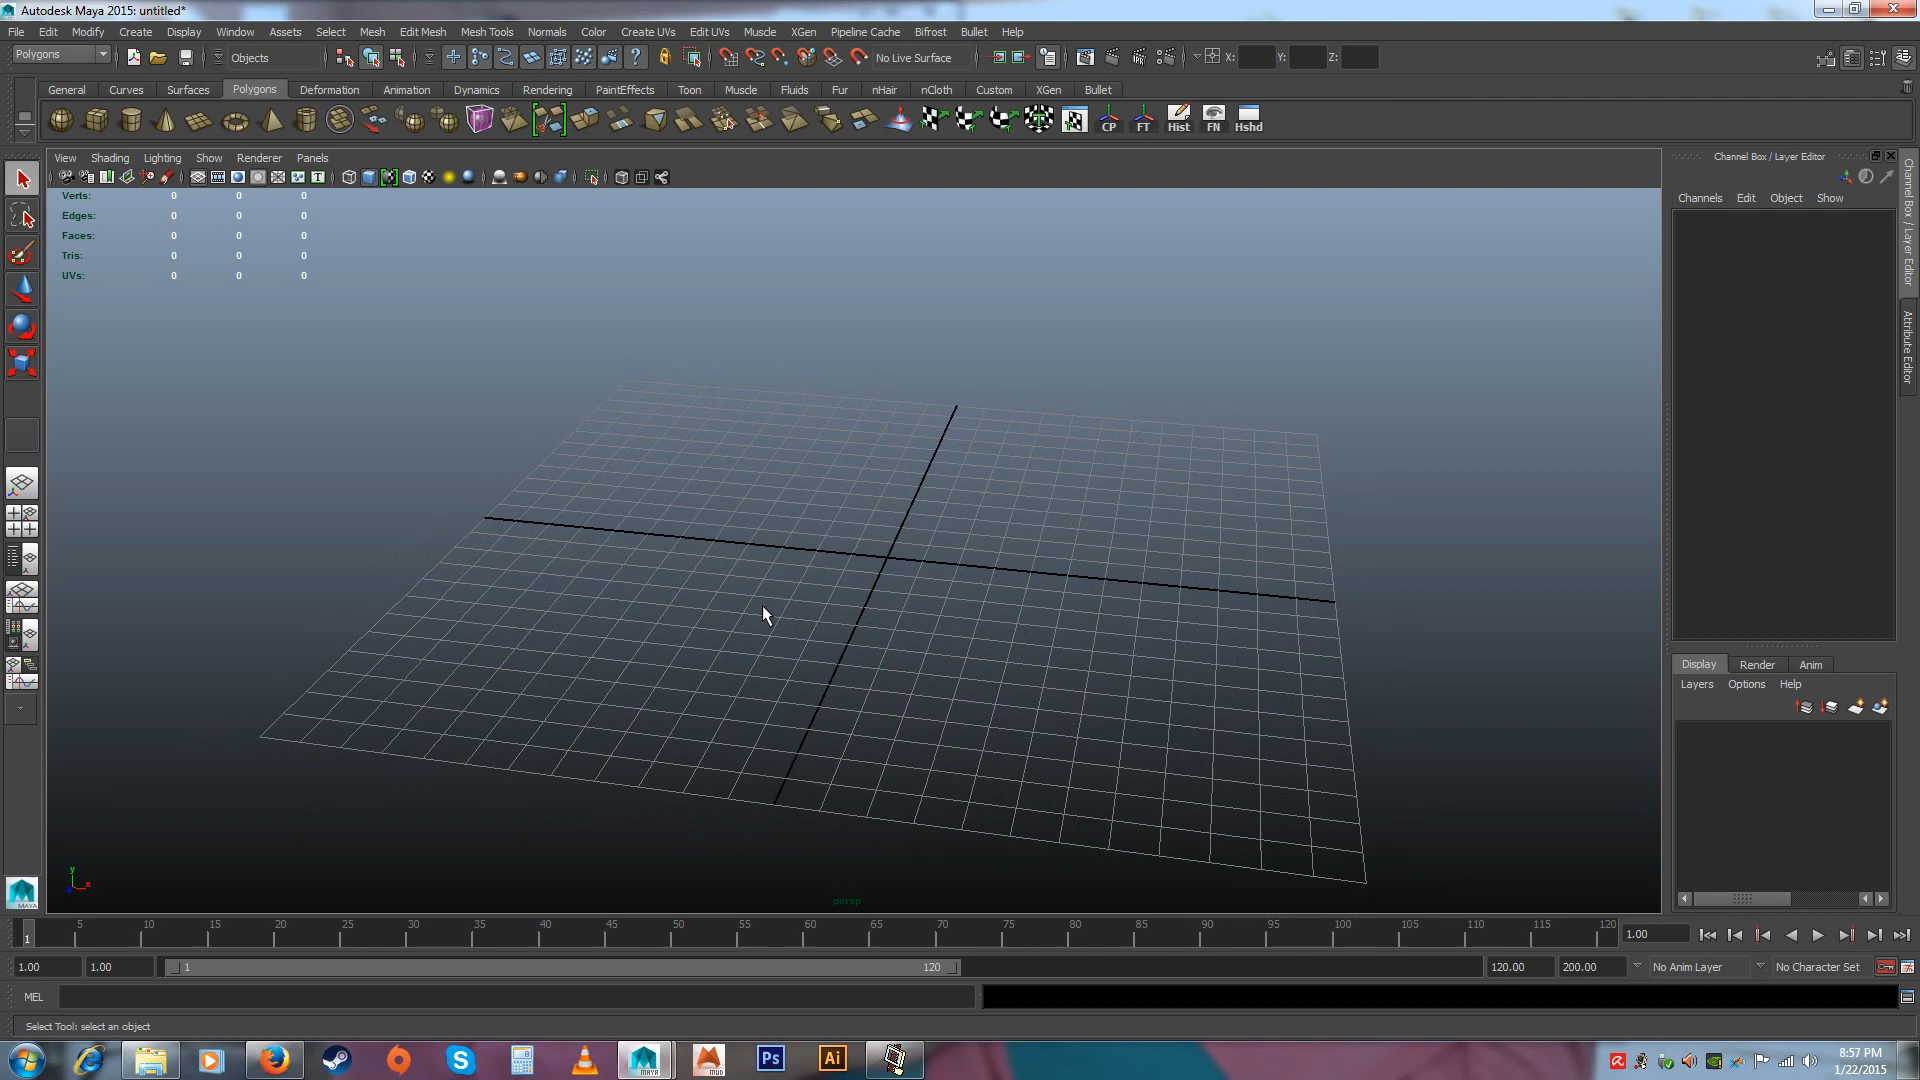 Autodesk Maya 2015: untitled*
File Edit Modify Create Display Window Assets Select Mesh Edit Mesh Mesh Tools Normals Color Create UVs Edit UVs Muscle XGen Pipeline Cache Bifrost Bullet Help
Polygons Objects No Live Surface X: Y: Z:
General Curves Surfaces Polygons Deformation Animation Dynamics Rendering PaintEffects Toon Muscle Fluids Fur nHair nCloth Custom XGen Bullet
CP FT Hist FN Hshd
View Shading Lighting Show Renderer Panels
Channel Box / Layer Editor
Channels Edit Object Show
Channel Box / Layer Editor
Attribute Editor
Verts: 0 0 0
Edges: 0 0 0
Faces: 0 0 0
Tris: 0 0 0
UVs: 0 0 0
Display Render Anim
Layers Options Help
y
x
persp
MAYA
1 5 10 15 20 25 30 35 40 45 50 55 60 65 70 75 80 85 90 95 100 105 110 115 120 1.00
1.00 1.00 1 120 120.00 200.00 No Anim Layer No Character Set
MEL
Select Tool: select an object
MAYA MUD Ps Ai
8:57 PM
1/22/2015